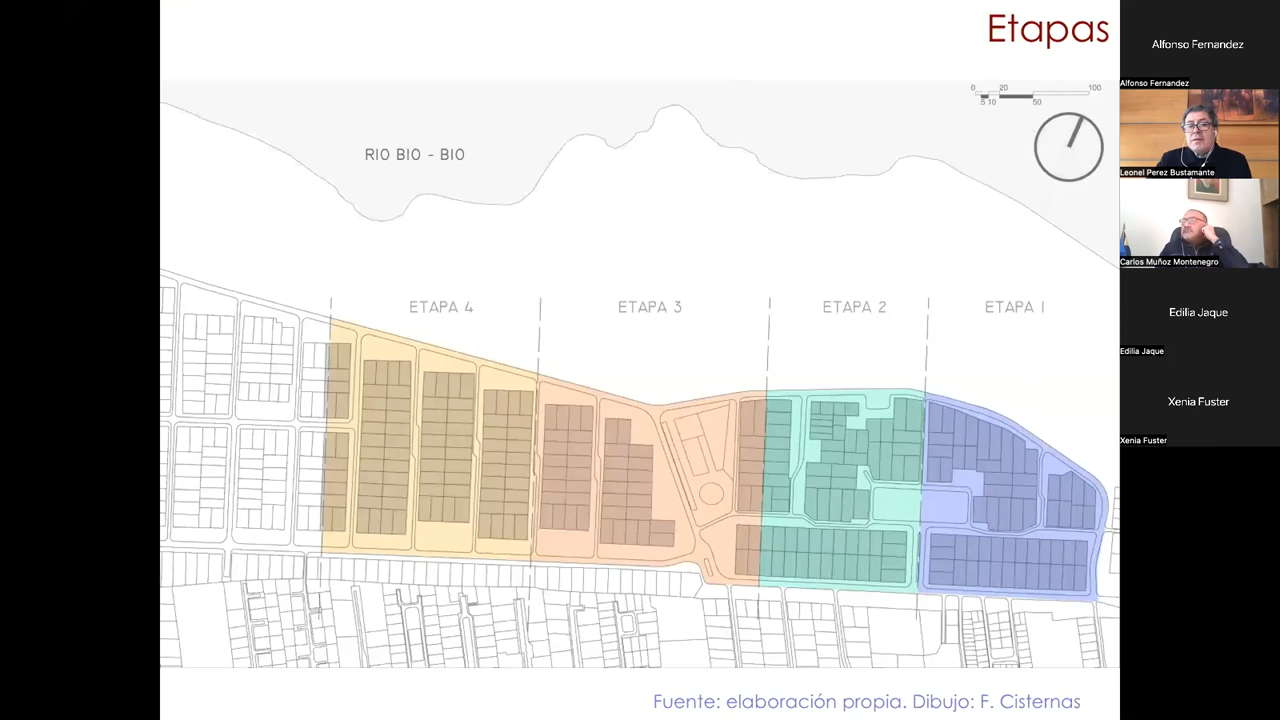 Etapas
0 20 100
5 10 50
RIO BIO - BIO
ETAPA 4
ETAPA 3
ETAPA 2
ETAPA 1
Fuente: elaboración propia. Dibujo: F. Cisternas
Alfonso Fernandez
Alfonso Fernandez
Leonel Perez Bustamante
Carlos Muñoz Montenegro
Edilia Jaque
Edilia Jaque
Xenia Fuster
Xenia Fuster